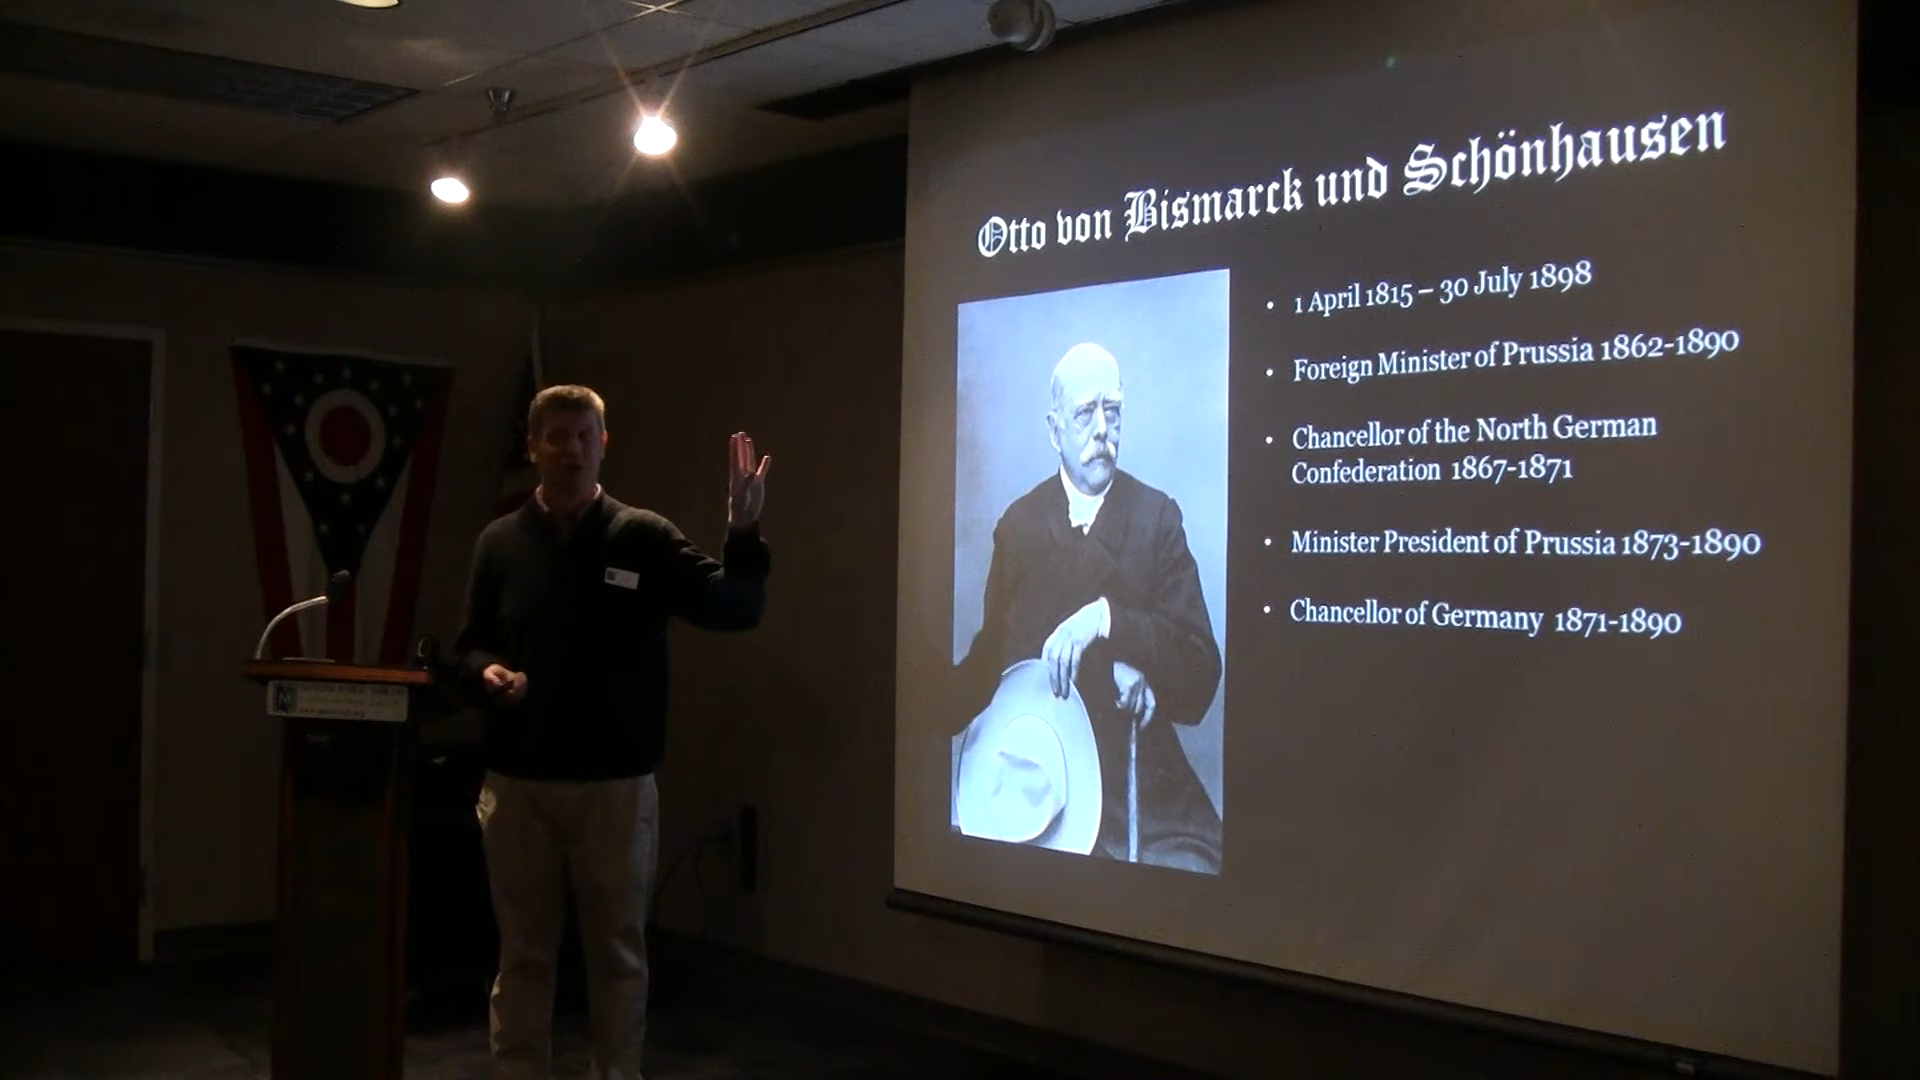 Otto von Bismarck und Schönhausen
• 1 April 1815 – 30 July 1898
• Foreign Minister of Prussia 1862-1890
• Chancellor of the North German
Confederation 1867-1871
• Minister President of Prussia 1873-1890
• Chancellor of Germany 1871-1890